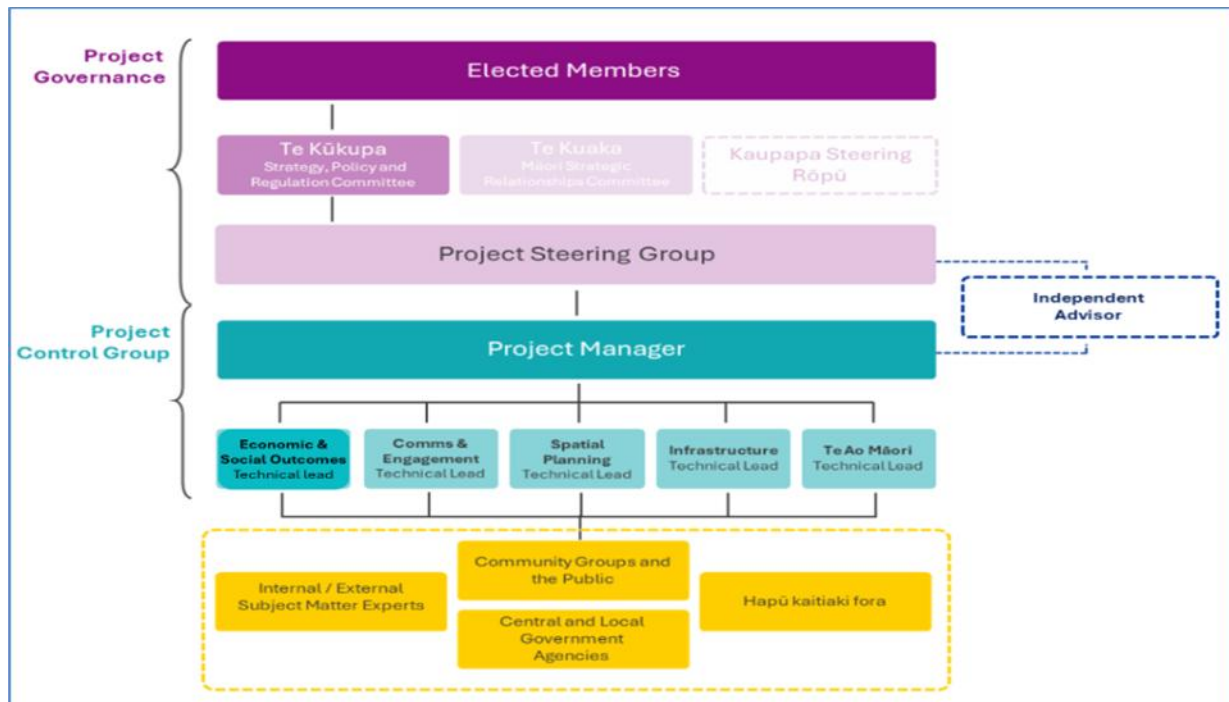 Project
Governance
Elected Members
Te Kūkupa
Strategy, Policy and
Regulation Committee
Te Kuaka
Māori Strategic
Relationships Committee
Kaupapa Steering
Rōpū
Project Steering Group
Independent
Advisor
Project
Control Group
Project Manager
Economic &
Social Outcomes
Technical lead
Comms &
Engagement
Technical Lead
Spatial
Planning
Technical Lead
Infrastructure
Technical Lead
Te Ao Māori
Technical Lead
Internal / External
Subject Matter Experts
Community Groups and
the Public
Central and Local
Government
Agencies
Hapū kaitiaki fora